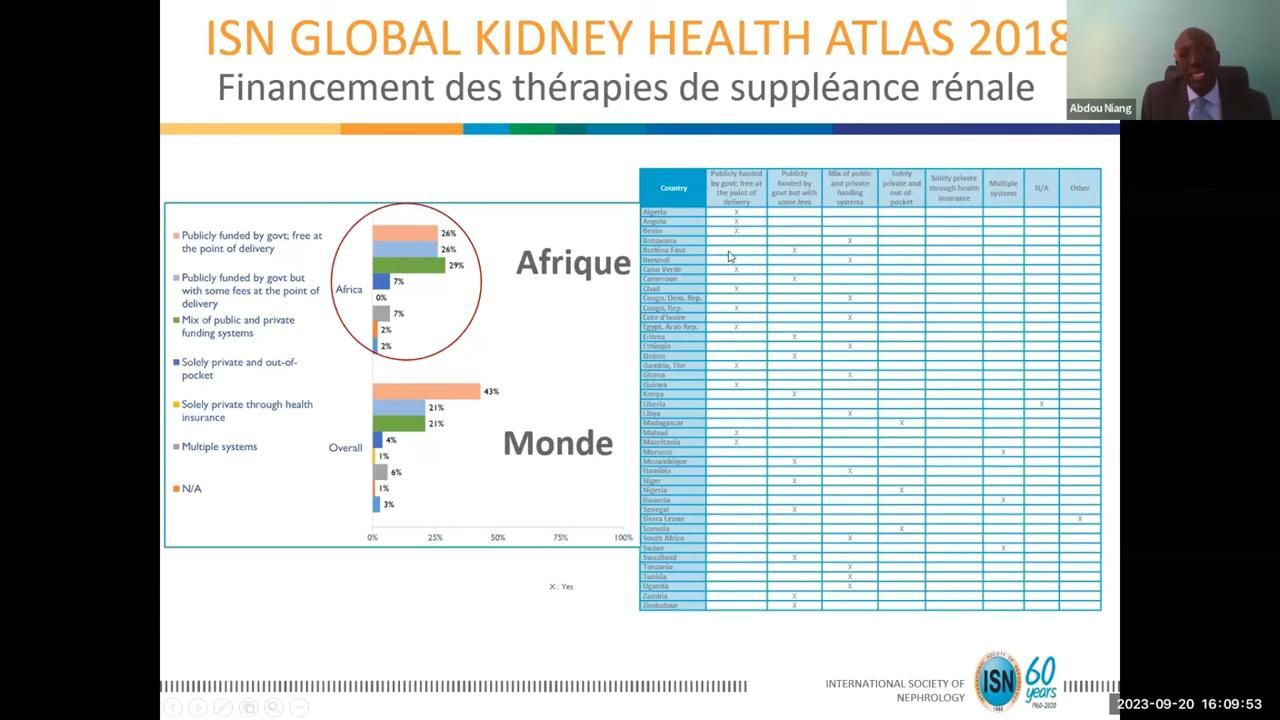 ISN GLOBAL KIDNEY HEALTH ATLAS 2018
Financement des thérapies de suppléance rénale
Abdou Niang
Publicly funded by govt; free at
the point of delivery
Publicly funded by govt but
with some fees at the point of
delivery
Mix of public and private
funding systems
Solely private and out-of-
pocket
Solely private through health
insurance
Multiple systems
N/A
Africa
26%
26%
29%
7%
0%
7%
2%
2%
Afrique
Overall
43%
21%
21%
4%
1%
6%
1%
3%
Monde
0% 25% 50% 75% 100%
X : Yes
Country
Publicly funded
by govt; free at
the point of
delivery
Publicly
funded by
govt but with
some fees
Mix of public
and private
funding
systems
Solely
private and
out-of-
pocket
Solely private
through health
insurance
Multiple
systems
N/A
Other
Algeria X
Angola X
Benin X
Botswana X
Burkina Faso X
Burundi X
Cabo Verde X
Cameroon X
Chad X
Congo, Dem. Rep. X
Congo, Rep. X
Cote d'Ivoire X
Egypt, Arab Rep. X
Eritrea X
Ethiopia X
Gabon X
Gambia, The X
Ghana X
Guinea X
Kenya X
Liberia X
Libya X
Madagascar X
Malawi X
Mauritania X
Morocco X
Mozambique X
Namibia X
Niger X
Nigeria X
Rwanda X
Senegal X
Sierra Leone X
Somalia X
South Africa X
Sudan X
Swaziland X
Tanzania X
Tunisia X
Uganda X
Zambia X
Zimbabwe X
INTERNATIONAL SOCIETY OF
NEPHROLOGY
ISN
60
years
1960-2020
2023-09-20 16:09:53